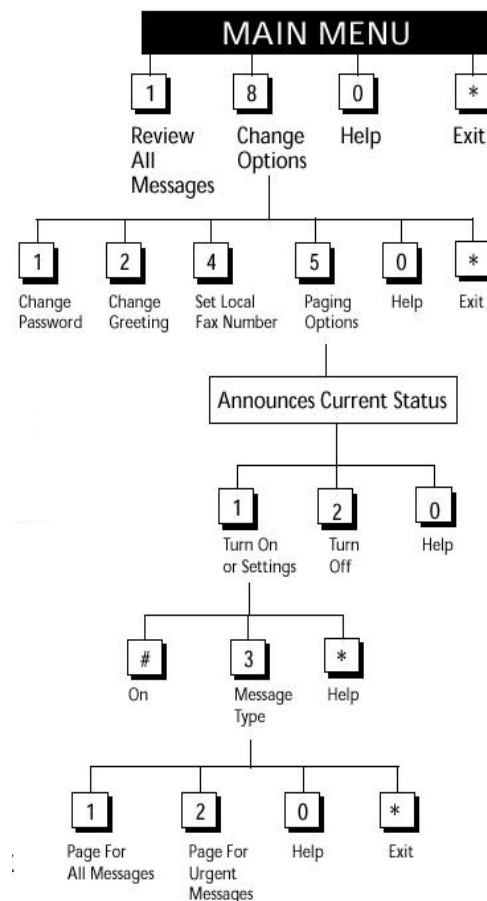 MAIN MENU
1 8 0 *
Review Change Help Exit
All Options
Messages
1 2 4 5 0 *
Change Change Set Local Paging Help Exit
Password Greeting Fax Number Options
Announces Current Status
1 2 0
Turn On Turn Help
or Settings Off
# 3 *
On Message Help
Type
1 2 0 *
Page For Page For Help Exit
All Messages Urgent
Messages